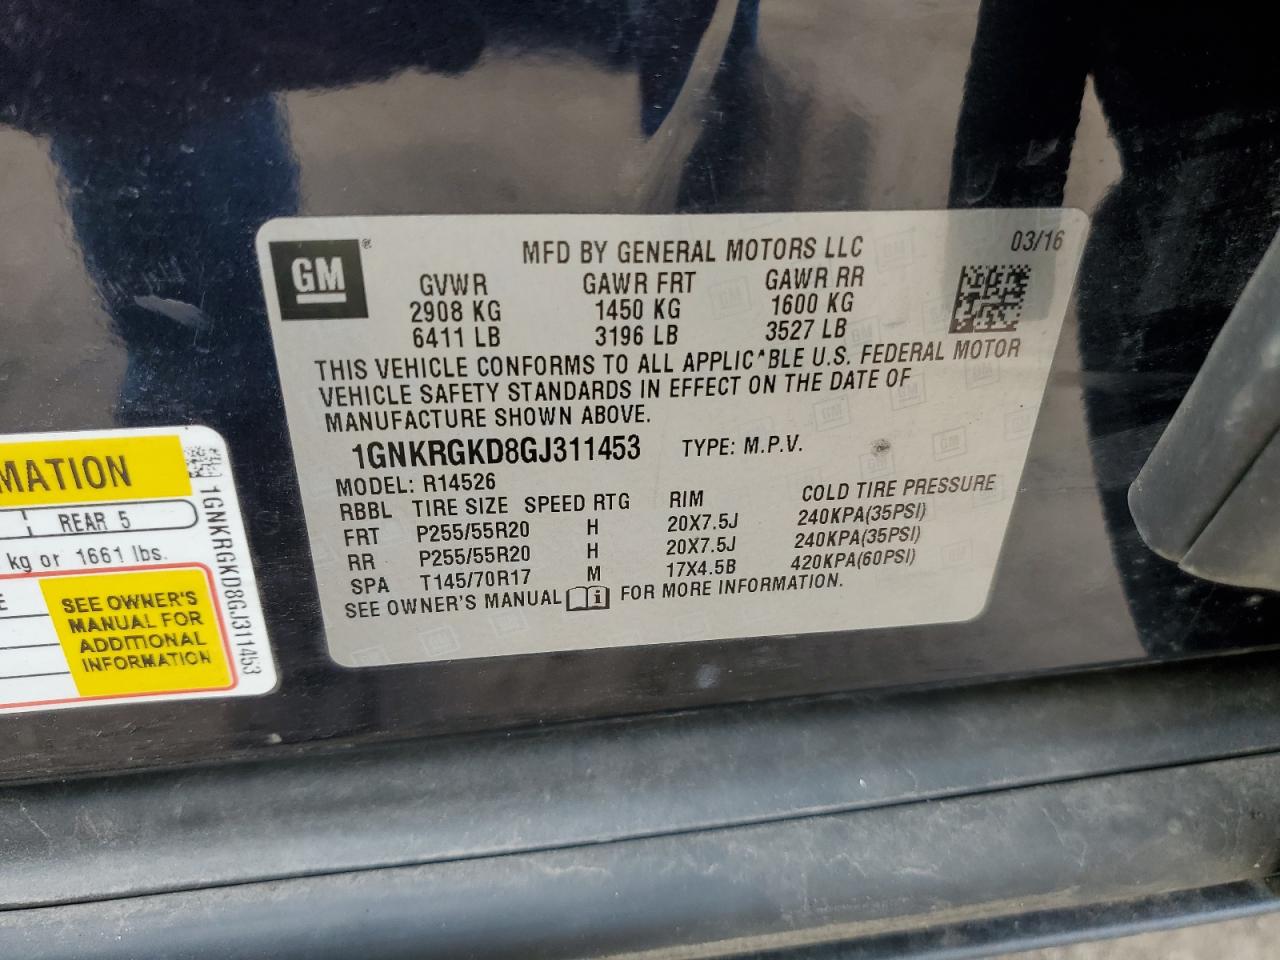 GM ®
MFD BY GENERAL MOTORS LLC
03/16
GVWR GAWR FRT GAWR RR
2908 KG 1450 KG 1600 KG
6411 LB 3196 LB 3527 LB
THIS VEHICLE CONFORMS TO ALL APPLIC^BLE U.S. FEDERAL MOTOR
VEHICLE SAFETY STANDARDS IN EFFECT ON THE DATE OF
MANUFACTURE SHOWN ABOVE.
1GNKRGKD8GJ311453 TYPE: M.P.V.
MODEL: R14526
RBBL TIRE SIZE SPEED RTG RIM COLD TIRE PRESSURE
FRT P255/55R20 H 20X7.5J 240KPA(35PSI)
RR P255/55R20 H 20X7.5J 240KPA(35PSI)
SPA T145/70R17 M 17X4.5B 420KPA(60PSI)
SEE OWNER'S MANUAL i FOR MORE INFORMATION.
MATION
REAR 5
kg or 1661 lbs.
E
SEE OWNER'S
MANUAL FOR
ADDITIONAL
INFORMATION
1GNKRGKD8GJ311453